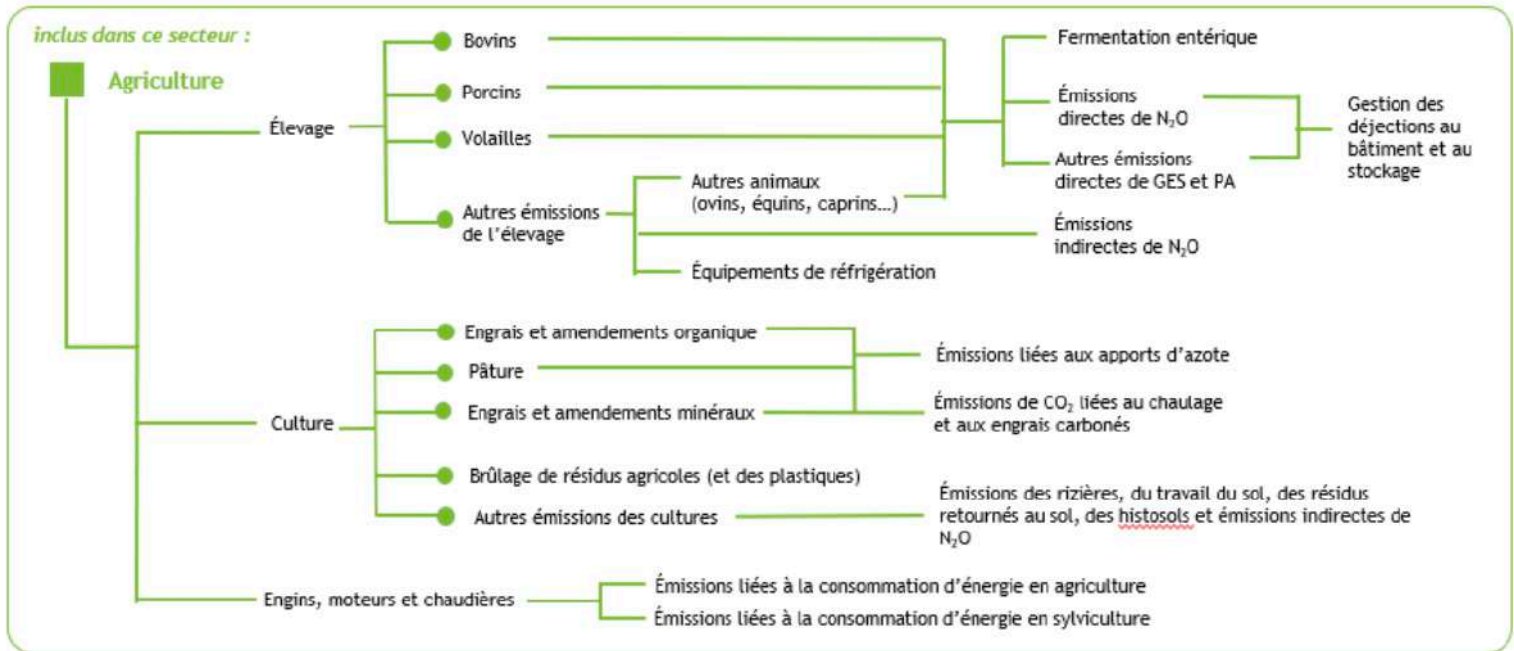 inclus dans ce secteur :
Agriculture
Élevage
Bovins
Porcins
Volailles
Autres émissions
de l'élevage
Autres animaux
(ovins, équins, caprins...)
Équipements de réfrigération
Fermentation entérique
Émissions
directes de N₂O
Autres émissions
directes de GES et PA
Gestion des
déjections au
bâtiment et au
stockage
Émissions
indirectes de N₂O
Culture
Engrais et amendements organique
Pâture
Engrais et amendements minéraux
Brûlage de résidus agricoles (et des plastiques)
Autres émissions des cultures
Émissions liées aux apports d'azote
Émissions de CO₂ liées au chaulage
et aux engrais carbonés
Émissions des rizières, du travail du sol, des résidus
retournés au sol, des histosols et émissions indirectes de
N₂O
Engins, moteurs et chaudières
Émissions liées à la consommation d'énergie en agriculture
Émissions liées à la consommation d'énergie en sylviculture